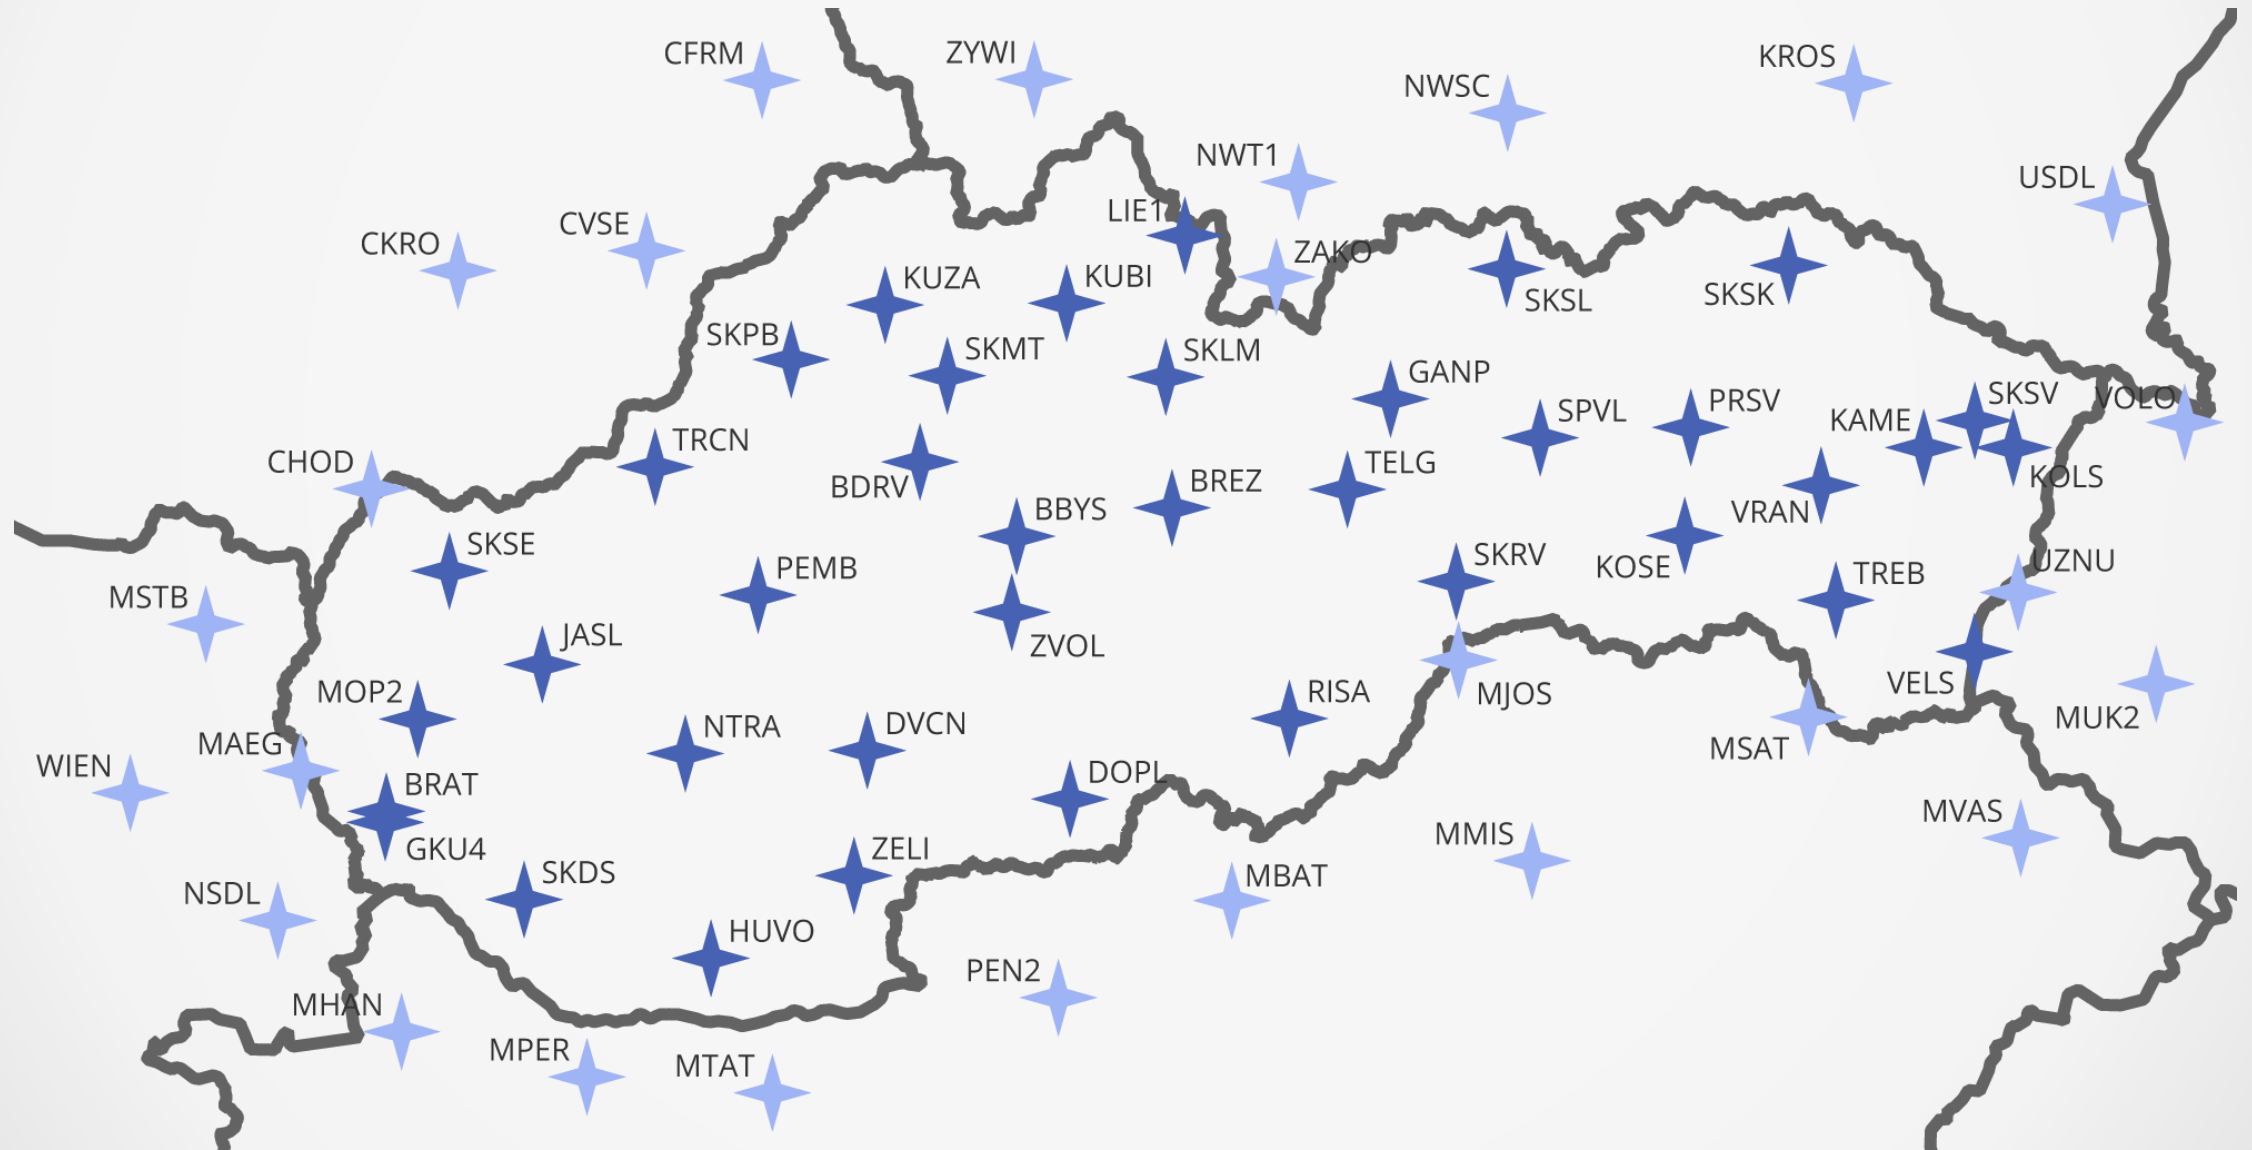 CFRM
ZYWI
KROS
NWSC
NWT1
USDL
LIE1
CVSE
CKRO
ZAKO
KUBI
KUZA
SKSK
SKSL
SKPB
SKMT
SKLM
GANP
SKSV
VOLO
PRSV
SPVL
KAME
TRCN
CHOD
TELG
KOLS
BREZ
BDRV
BBYS
VRAN
SKSE
SKRV
UZNU
KOSE
PEMB
TREB
MSTB
JASL
ZVOL
VELS
MOP2
RISA
MJOS
MUK2
DVCN
NTRA
MAEG
MSAT
WIEN
DOPL
BRAT
MVAS
MMIS
GKU4
ZELI
SKDS
MBAT
NSDL
HUVO
PEN2
MHAN
MPER
MTAT